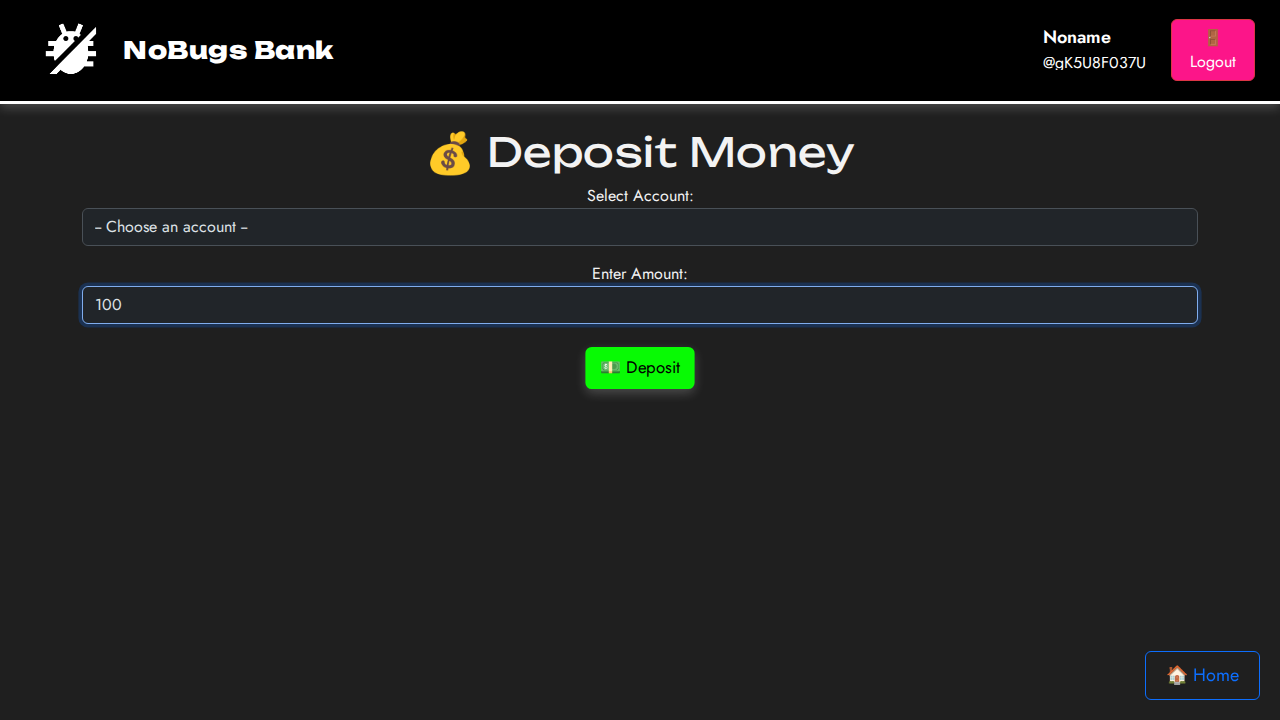 NoBugs Bank
Noname
@gK5U8F037U
🚪 Logout
💰 Deposit Money
Select Account:
-- Choose an account --
Enter Amount:
100
💵 Deposit
🏠 Home